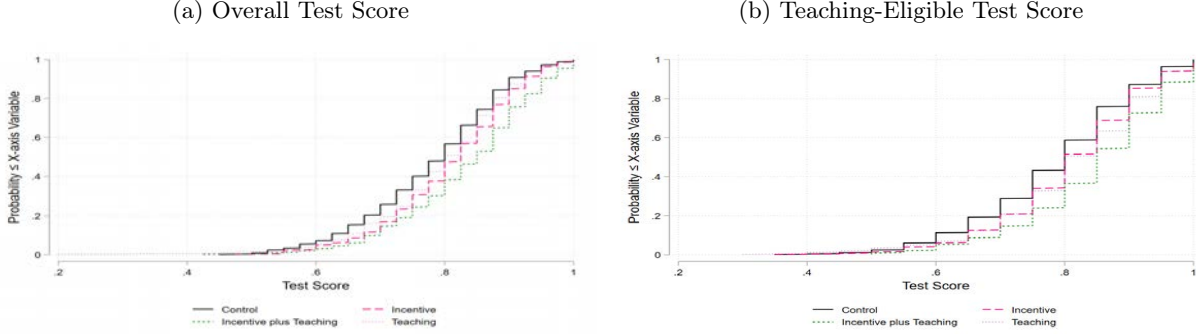 (a) Overall Test Score
Probability ≤ X-axis Variable
1
.8
.6
.4
.2
0
.2 .4 .6 .8 1
Test Score
Control Incentive
Incentive plus Teaching Teaching
(b) Teaching-Eligible Test Score
Probability ≤ X-axis Variable
1
.8
.6
.4
.2
0
.2 .4 .6 .8 1
Test Score
Control Incentive
Incentive plus Teaching Teaching